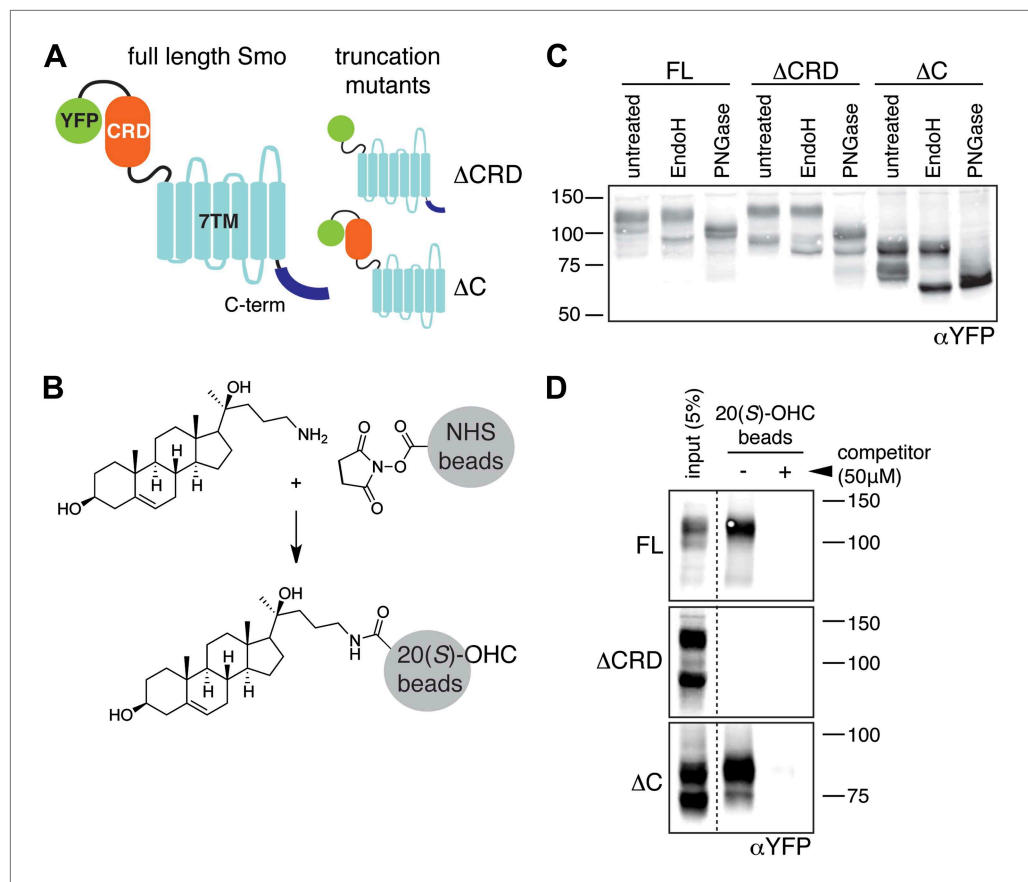 A
full length Smo
truncation
mutants
YFP
CRD
7TM
C-term
ΔCRD
ΔC
B
OH
NH2
HO
H
H
H
+
O
N
O
O
O
NHS
beads
OH
O
N
H
HO
H
H
H
20(S)-OHC
beads
C
FL
ΔCRD
ΔC
untreated
EndoH
PNGase
untreated
EndoH
PNGase
untreated
EndoH
PNGase
150
100
75
50
αYFP
D
input (5%)
20(S)-OHC
beads
- +
competitor
(50μM)
FL
150
100
ΔCRD
150
100
ΔC
100
75
αYFP